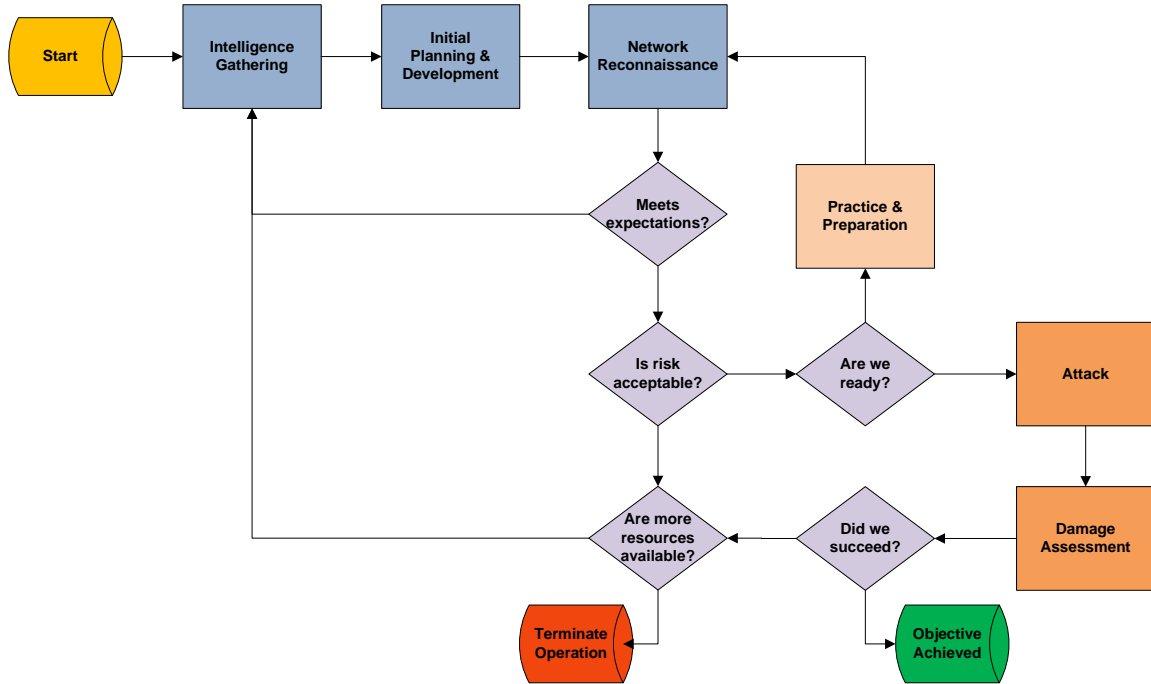 Start
Intelligence
Gathering
Initial
Planning &
Development
Network
Reconnaissance
Meets
expectations?
Practice &
Preparation
Is risk
acceptable?
Are we
ready?
Attack
Are more
resources
available?
Did we
succeed?
Damage
Assessment
Terminate
Operation
Objective
Achieved